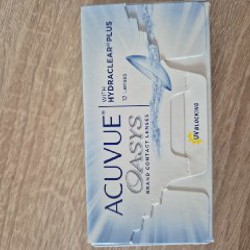 ACUVUE®
OASYS®
BRAND CONTACT LENSES
WITH
HYDRACLEAR® PLUS
UV BLOCKING